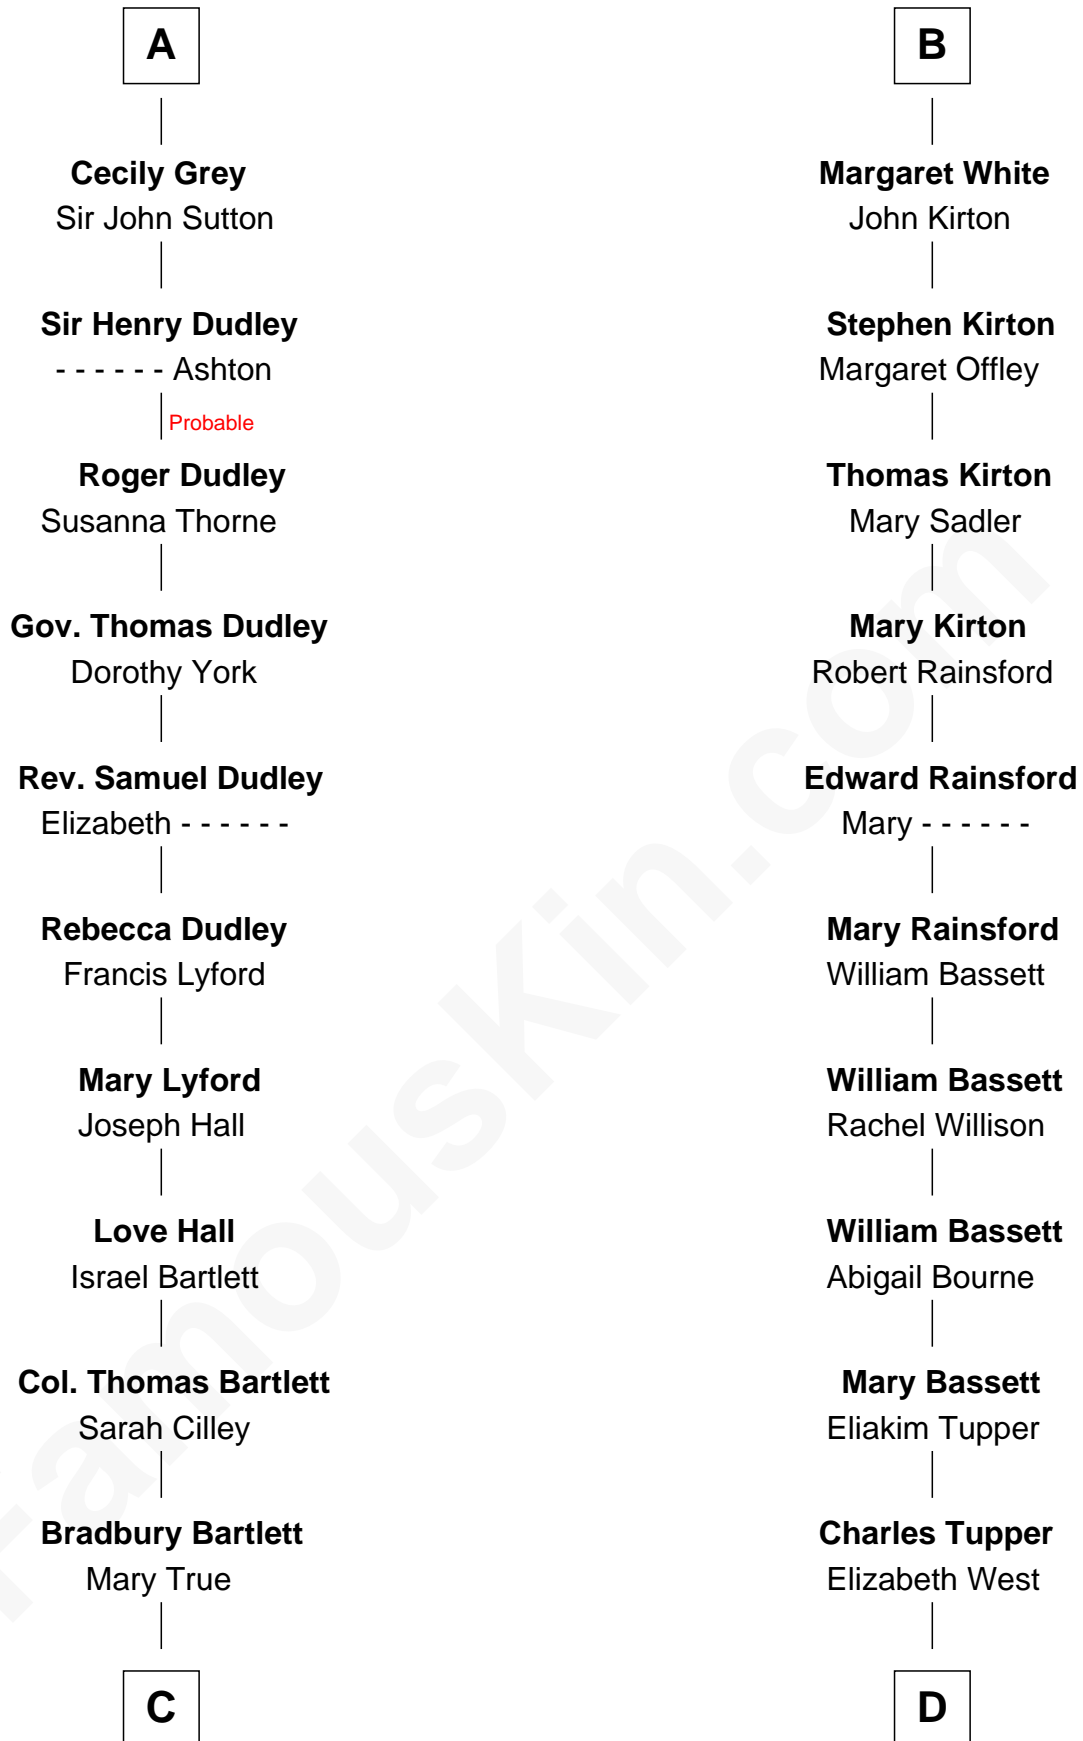 A
Cecily Grey
Sir John Sutton
Sir Henry Dudley
- - - - - - Ashton
Probable
Roger Dudley
Susanna Thorne
Gov. Thomas Dudley
Dorothy York
Rev. Samuel Dudley
Elizabeth - - - - - -
Rebecca Dudley
Francis Lyford
Mary Lyford
Joseph Hall
Love Hall
Israel Bartlett
Col. Thomas Bartlett
Sarah Cilley
Bradbury Bartlett
Mary True
C
B
Margaret White
John Kirton
Stephen Kirton
Margaret Offley
Thomas Kirton
Mary Sadler
Mary Kirton
Robert Rainsford
Edward Rainsford
Mary - - - - - -
Mary Rainsford
William Bassett
William Bassett
Rachel Willison
William Bassett
Abigail Bourne
Mary Bassett
Eliakim Tupper
Charles Tupper
Elizabeth West
D
FamousKin.com